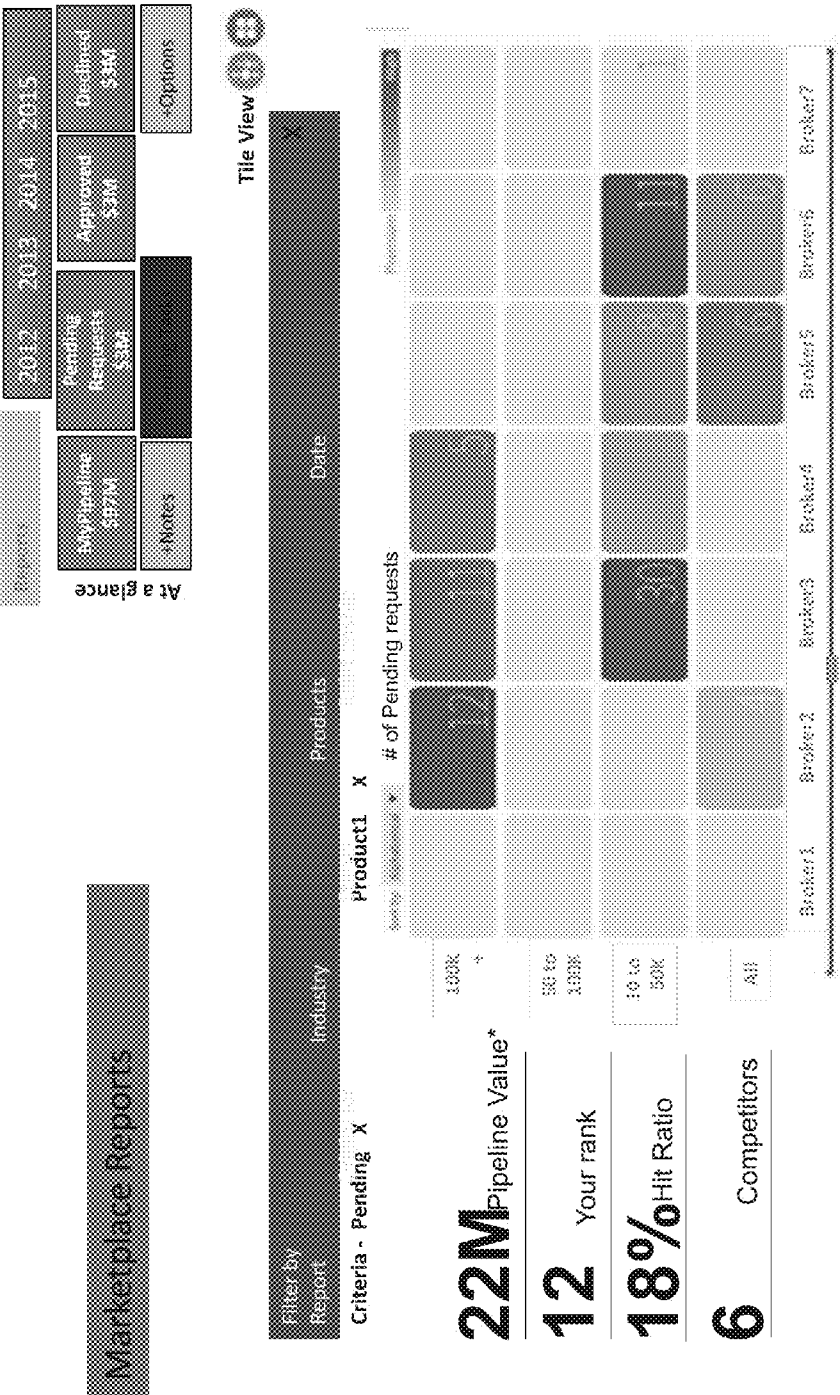 Marketplace Reports
2012 2013 2014 2015
At a glance
MyPipeline
$97M
Pending
Requests
$3M
Approved
$3M
Declined
$3M
+Notes
+Options
Tile View
Filter by
Report
Industry
Products
Date
X
Criteria - Pending X
Product1 X
# of Pending requests
22M Pipeline Value*
12 Your rank
18% Hit Ratio
6 Competitors
100K
+
50 to
100K
10 to
50K
All
Broker1
Broker2
Broker3
Broker4
Broker5
Broker6
Broker7